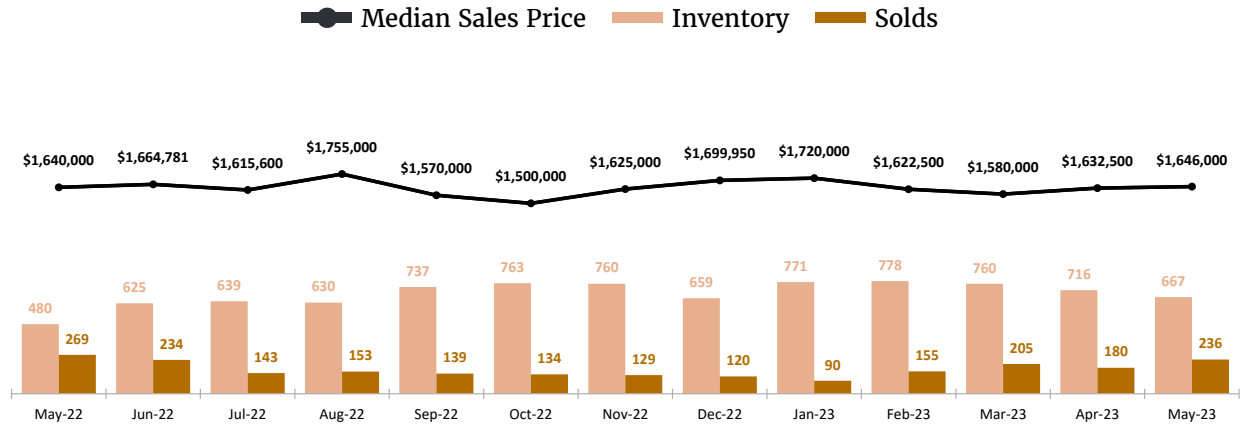 Median Sales Price Inventory Solds
$1,640,000 $1,664,781 $1,615,600 $1,755,000 $1,570,000 $1,500,000 $1,625,000 $1,699,950 $1,720,000 $1,622,500 $1,580,000 $1,632,500 $1,646,000
480 625 639 630 737 763 760 659 771 778 760 716 667
269 234 143 153 139 134 129 120 90 155 205 180 236
May-22 Jun-22 Jul-22 Aug-22 Sep-22 Oct-22 Nov-22 Dec-22 Jan-23 Feb-23 Mar-23 Apr-23 May-23